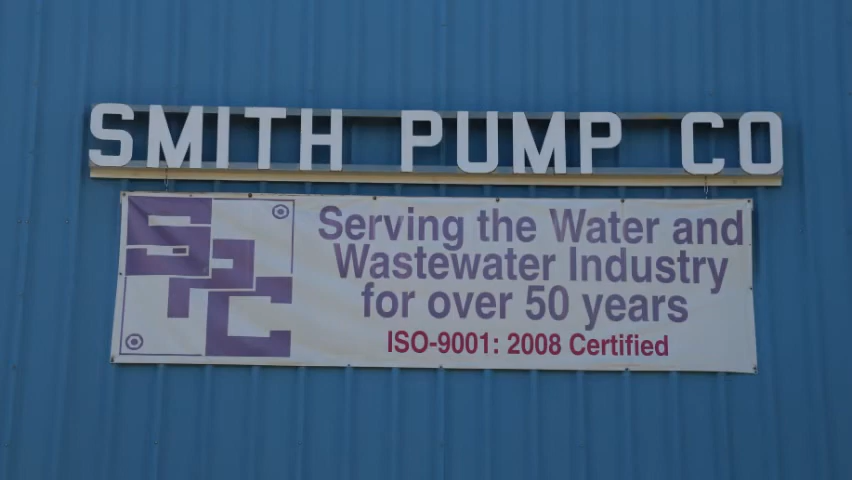 SMITH PUMP CO
SPC
Serving the Water and
Wastewater Industry
for over 50 years
ISO-9001: 2008 Certified